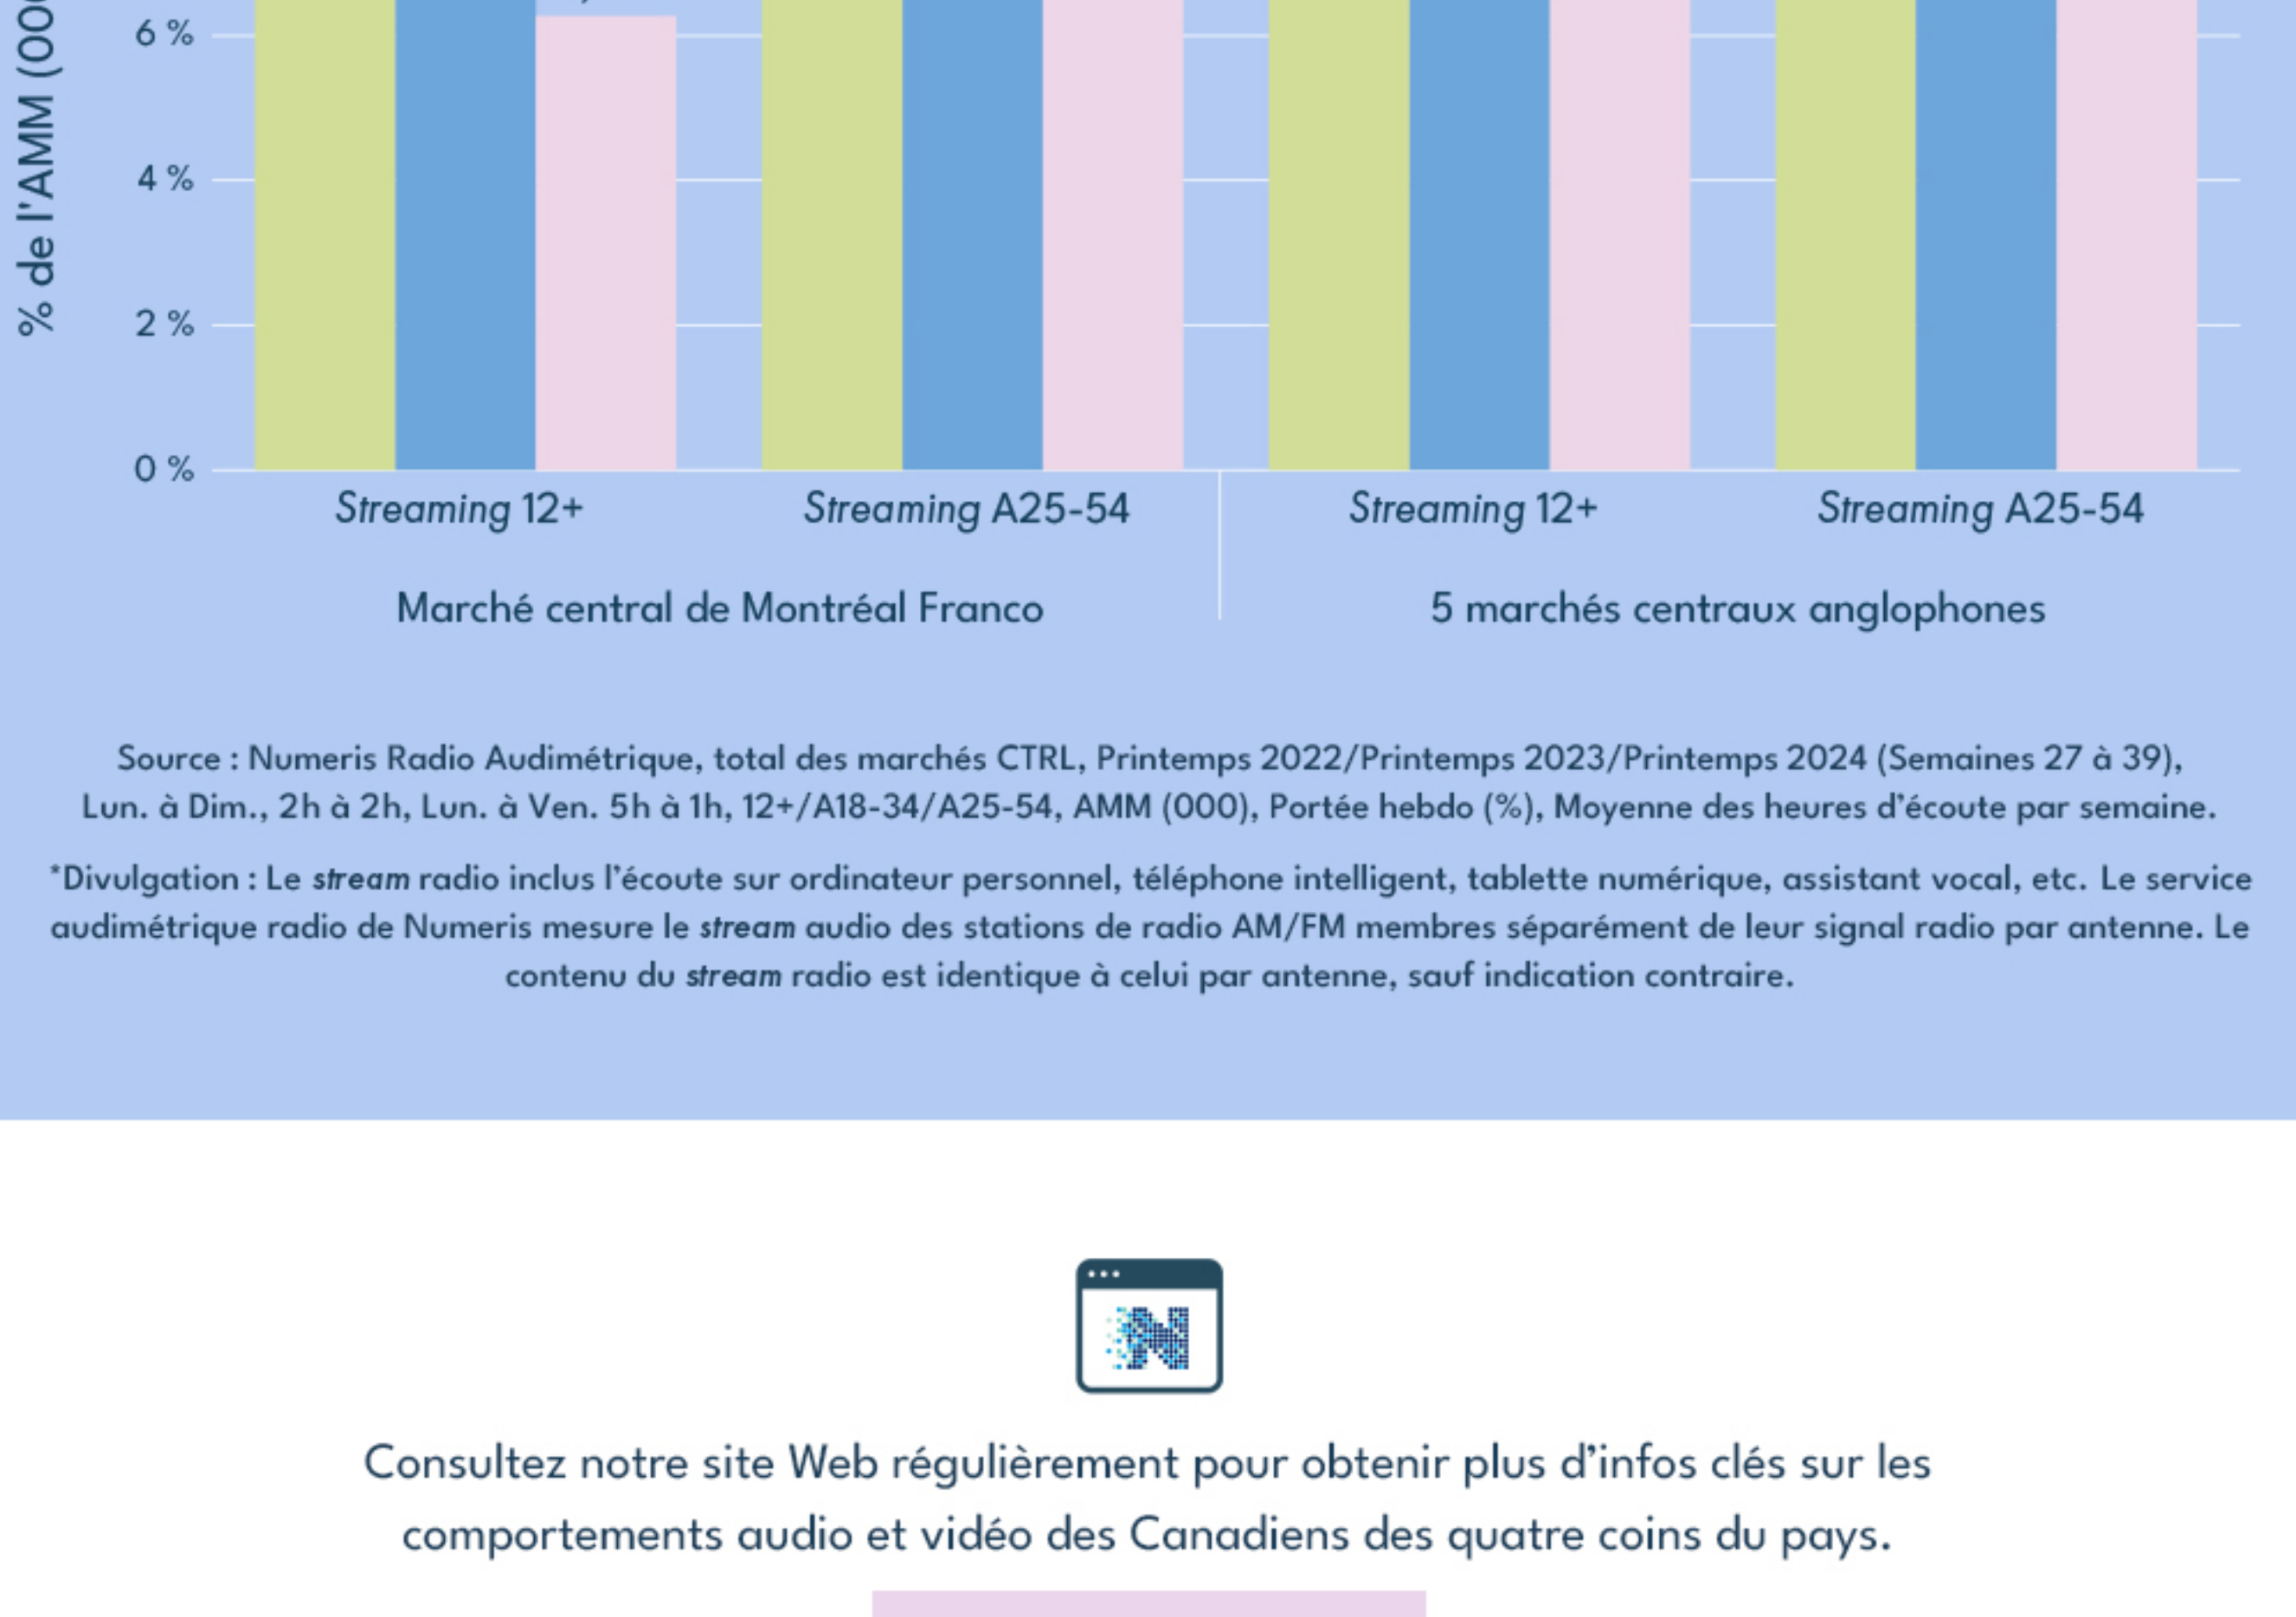 6 %
4 %
2 %
0 %
% de l'AMM
Streaming 12+
Streaming A25-54
Streaming 12+
Streaming A25-54
Marché central de Montréal Franco
5 marchés centraux anglophones
Source : Numeris Radio Audimétrique, total des marchés CTRL, Printemps 2022/Printemps 2023/Printemps 2024 (Semaines 27 à 39),
Lun. à Dim., 2h à 2h, Lun. à Ven. 5h à 1h, 12+/A18-34/A25-54, AMM (000), Portée hebdo (%), Moyenne des heures d’écoute par semaine.
*Divulgation : Le stream radio inclus l’écoute sur ordinateur personnel, téléphone intelligent, tablette numérique, assistant vocal, etc. Le service
audimétrique radio de Numeris mesure le stream audio des stations de radio AM/FM membres séparément de leur signal radio par antenne. Le
contenu du stream radio est identique à celui par antenne, sauf indication contraire.
N
Consultez notre site Web régulièrement pour obtenir plus d’infos clés sur les
comportements audio et vidéo des Canadiens des quatre coins du pays.